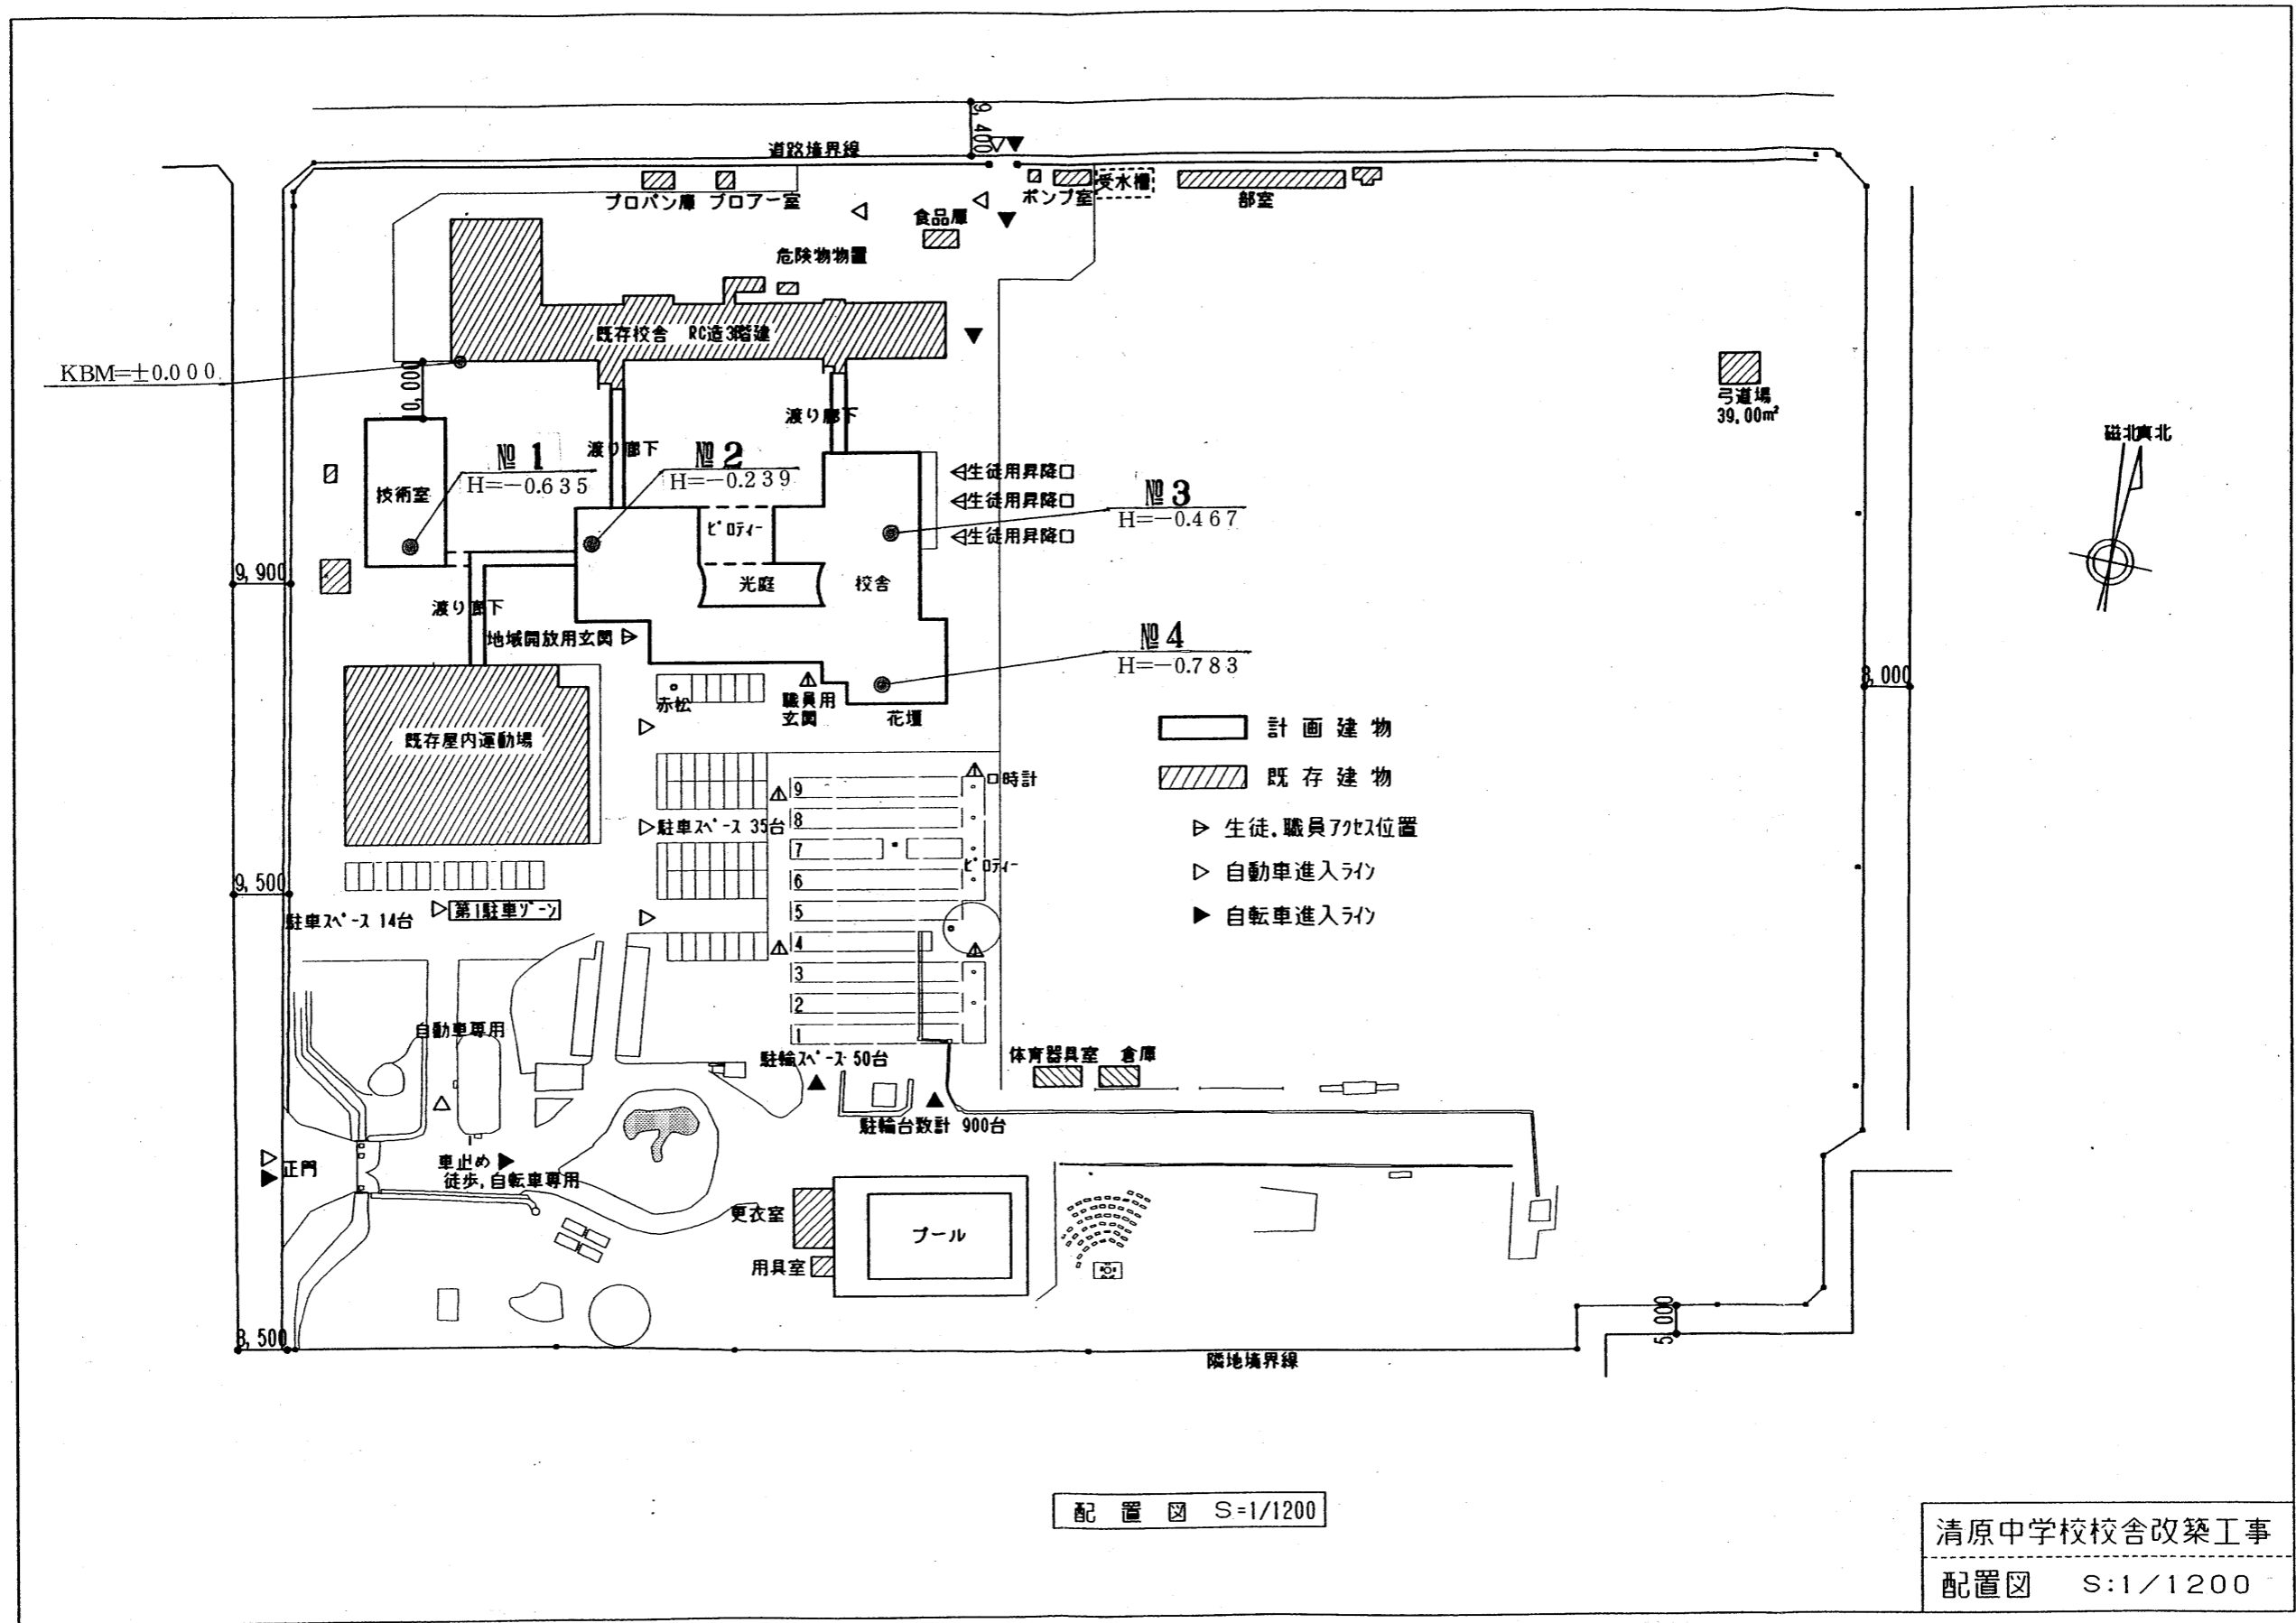 9,400
道路境界線
プロパン庫 ブロアー室
ポンプ室
受水槽
部室
食品庫
危険物物置
既存校舎 RC造3階建
KBM=±0.000
0,000
弓道場
39,00m²
磁北
真北
渡り廊下
渡り廊下
№1
H=-0.635
№2
H=-0.239
№3
H=-0.467
技術室
生徒用昇降口
生徒用昇降口
生徒用昇降口
ピロティー
光庭
校舎
9,900
渡り廊下
地域開放用玄関
№4
H=-0.783
8,000
赤松
職員用
玄関
花壇
既存屋内運動場
計画建物
既存建物
生徒,職員アクセス位置
自動車進入ライン
自転車進入ライン
時計
駐車スペース 35台
9
8
7
6
5
4
3
2
1
ピロティー
9,500
駐車スペース 14台
第1駐車ゾーン
自動車専用
駐輪スペース 50台
体育器具室 倉庫
駐輪台数計 900台
正門
車止め
徒歩,自転車専用
更衣室
プール
用具室
8,500
5,000
隣地境界線
配置図 S=1/1200
清原中学校校舎改築工事
配置図 S:1/1200